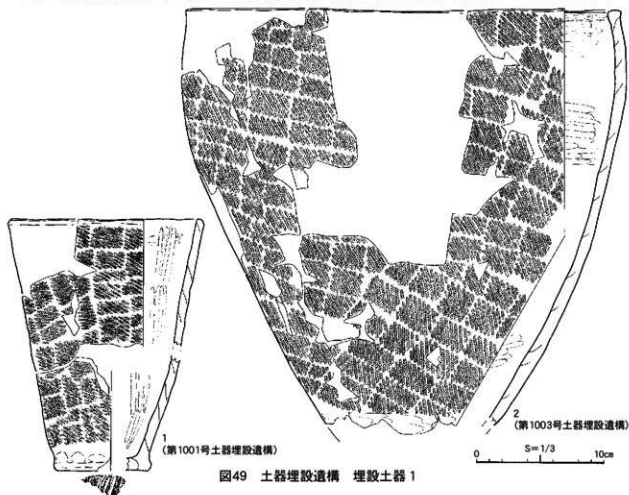 1
(第1001号土器埋設遺構)
2
(第1003号土器埋設遺構)
S=1/3
0 10cm
図49 土器埋設遺構 埋設土器1